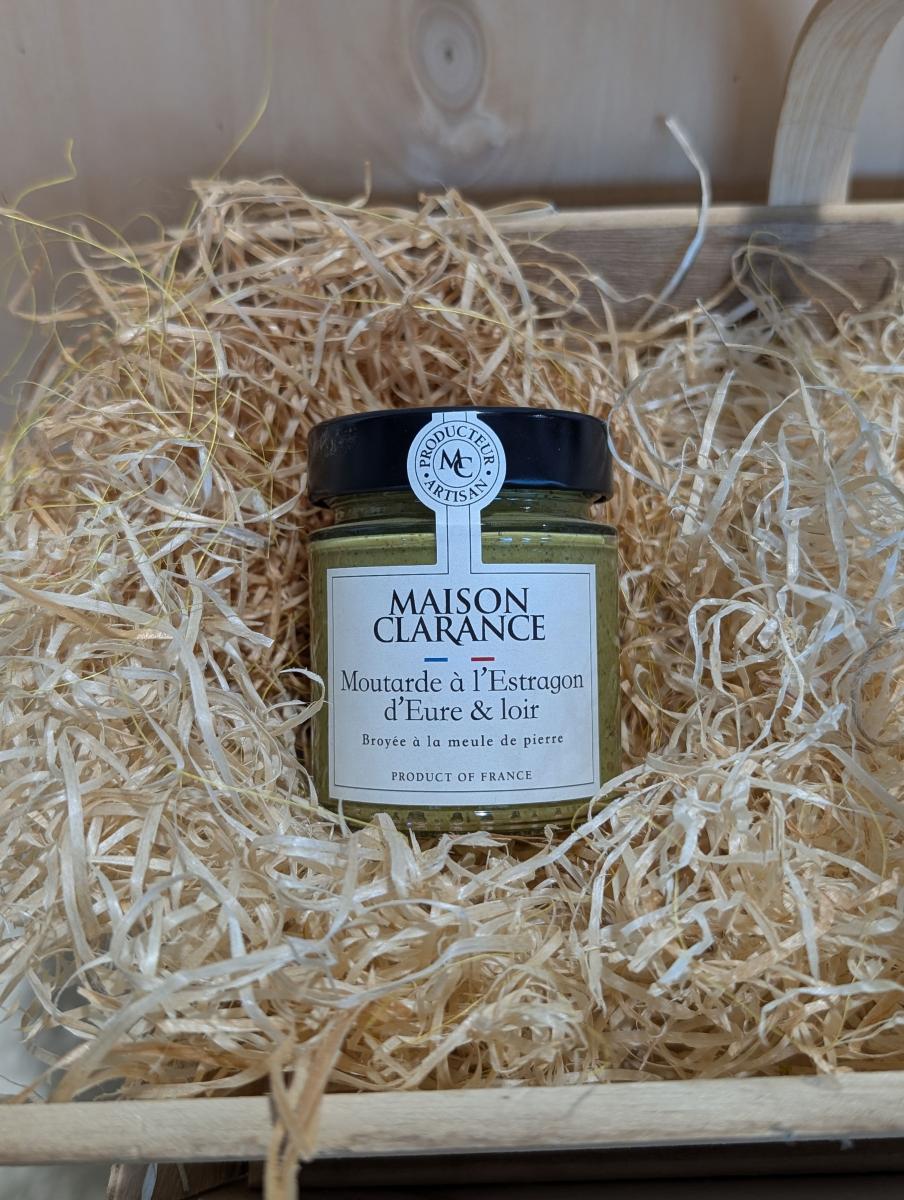 PRODUCTEUR
MC
ARTISAN
MAISON
CLARANCE
Moutarde à l'Estragon
d'Eure & loir
Broyée à la meule de pierre
PRODUCT OF FRANCE